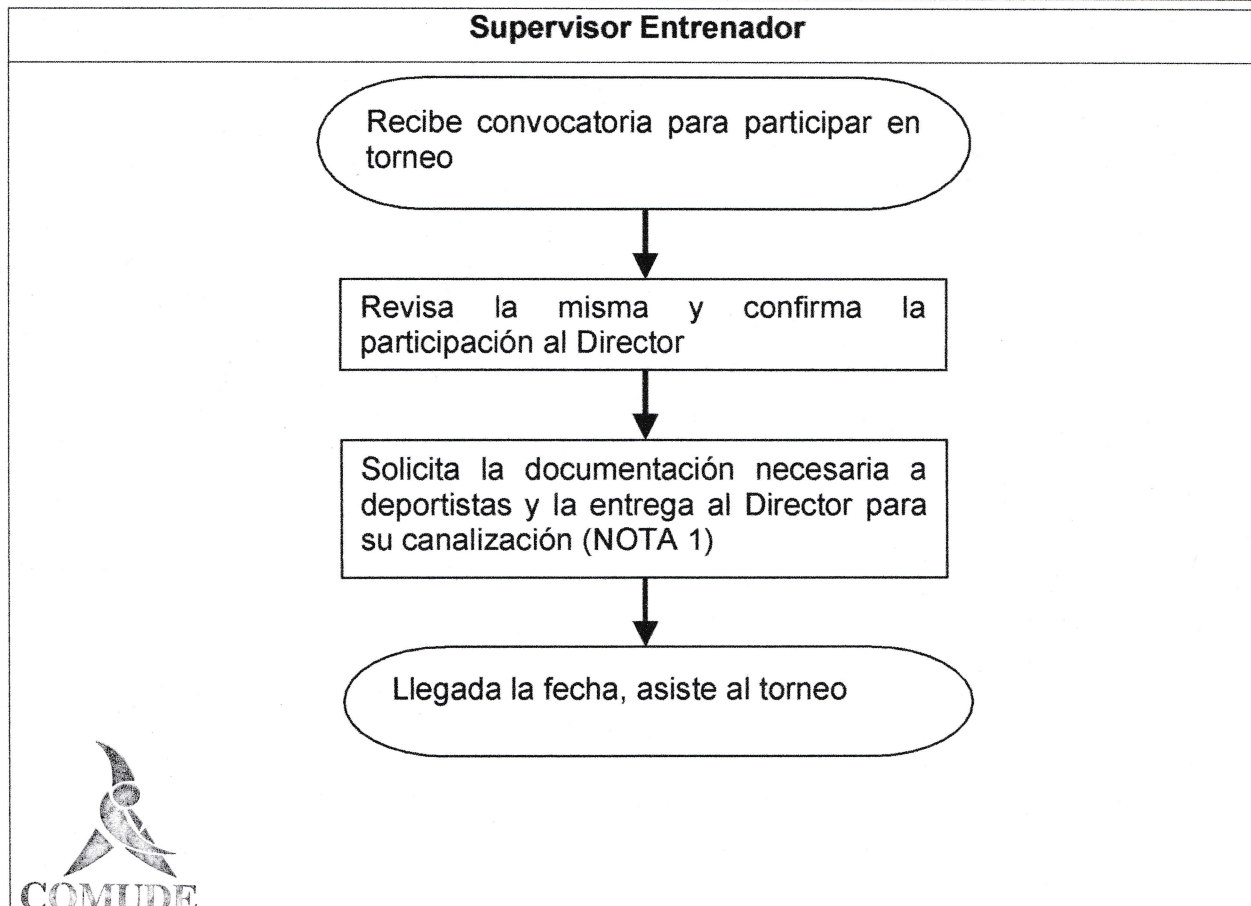 Supervisor Entrenador
Recibe convocatoria para participar en
torneo
Revisa la misma y confirma la
participación al Director
Solicita la documentación necesaria a
deportistas y la entrega al Director para
su canalización (NOTA 1)
Llegada la fecha, asiste al torneo
COMUDE